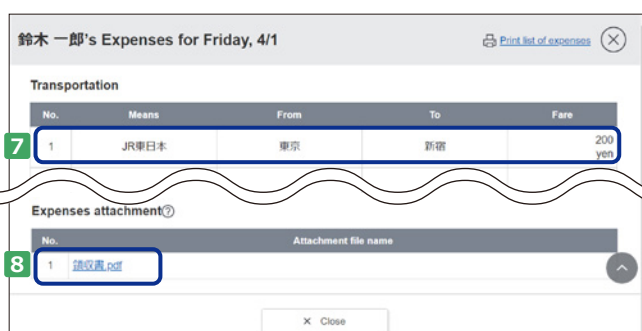 鈴木 一郎's Expenses for Friday, 4/1
Print list of expenses
Transportation
No. Means From To Fare
7
1 JR東日本 東京 新宿 200 yen
Expenses attachment?
No. Attachment file name
8
1 領収書.pdf
× Close